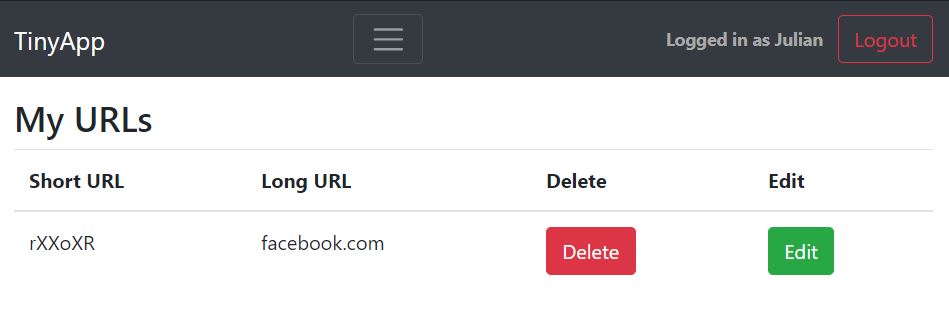 TinyApp Logged in as Julian Logout
My URLs
Short URL Long URL Delete Edit
rXXoXR facebook.com Delete Edit